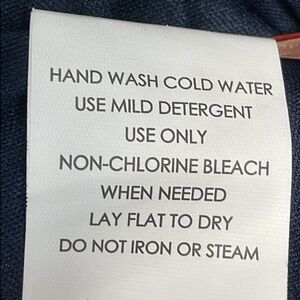 HAND WASH COLD WATER
USE MILD DETERGENT
USE ONLY
NON-CHLORINE BLEACH
WHEN NEEDED
LAY FLAT TO DRY
DO NOT IRON OR STEAM